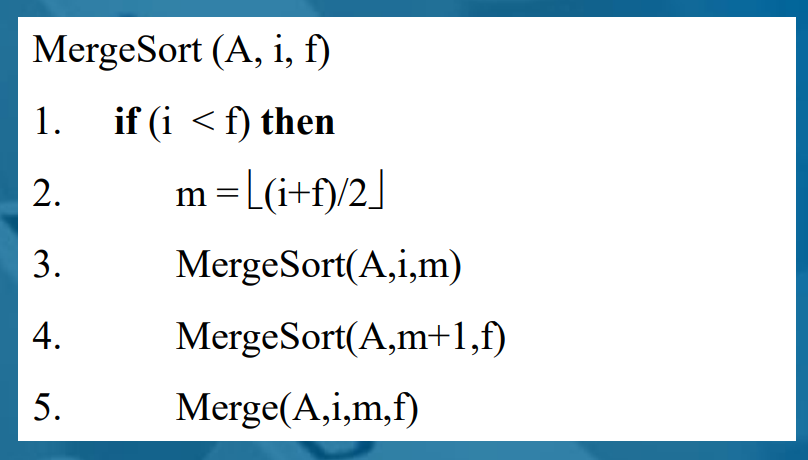 MergeSort (A, i, f)
1. if (i < f) then
2. m = ⌊(i+f)/2⌋
3. MergeSort(A,i,m)
4. MergeSort(A,m+1,f)
5. Merge(A,i,m,f)